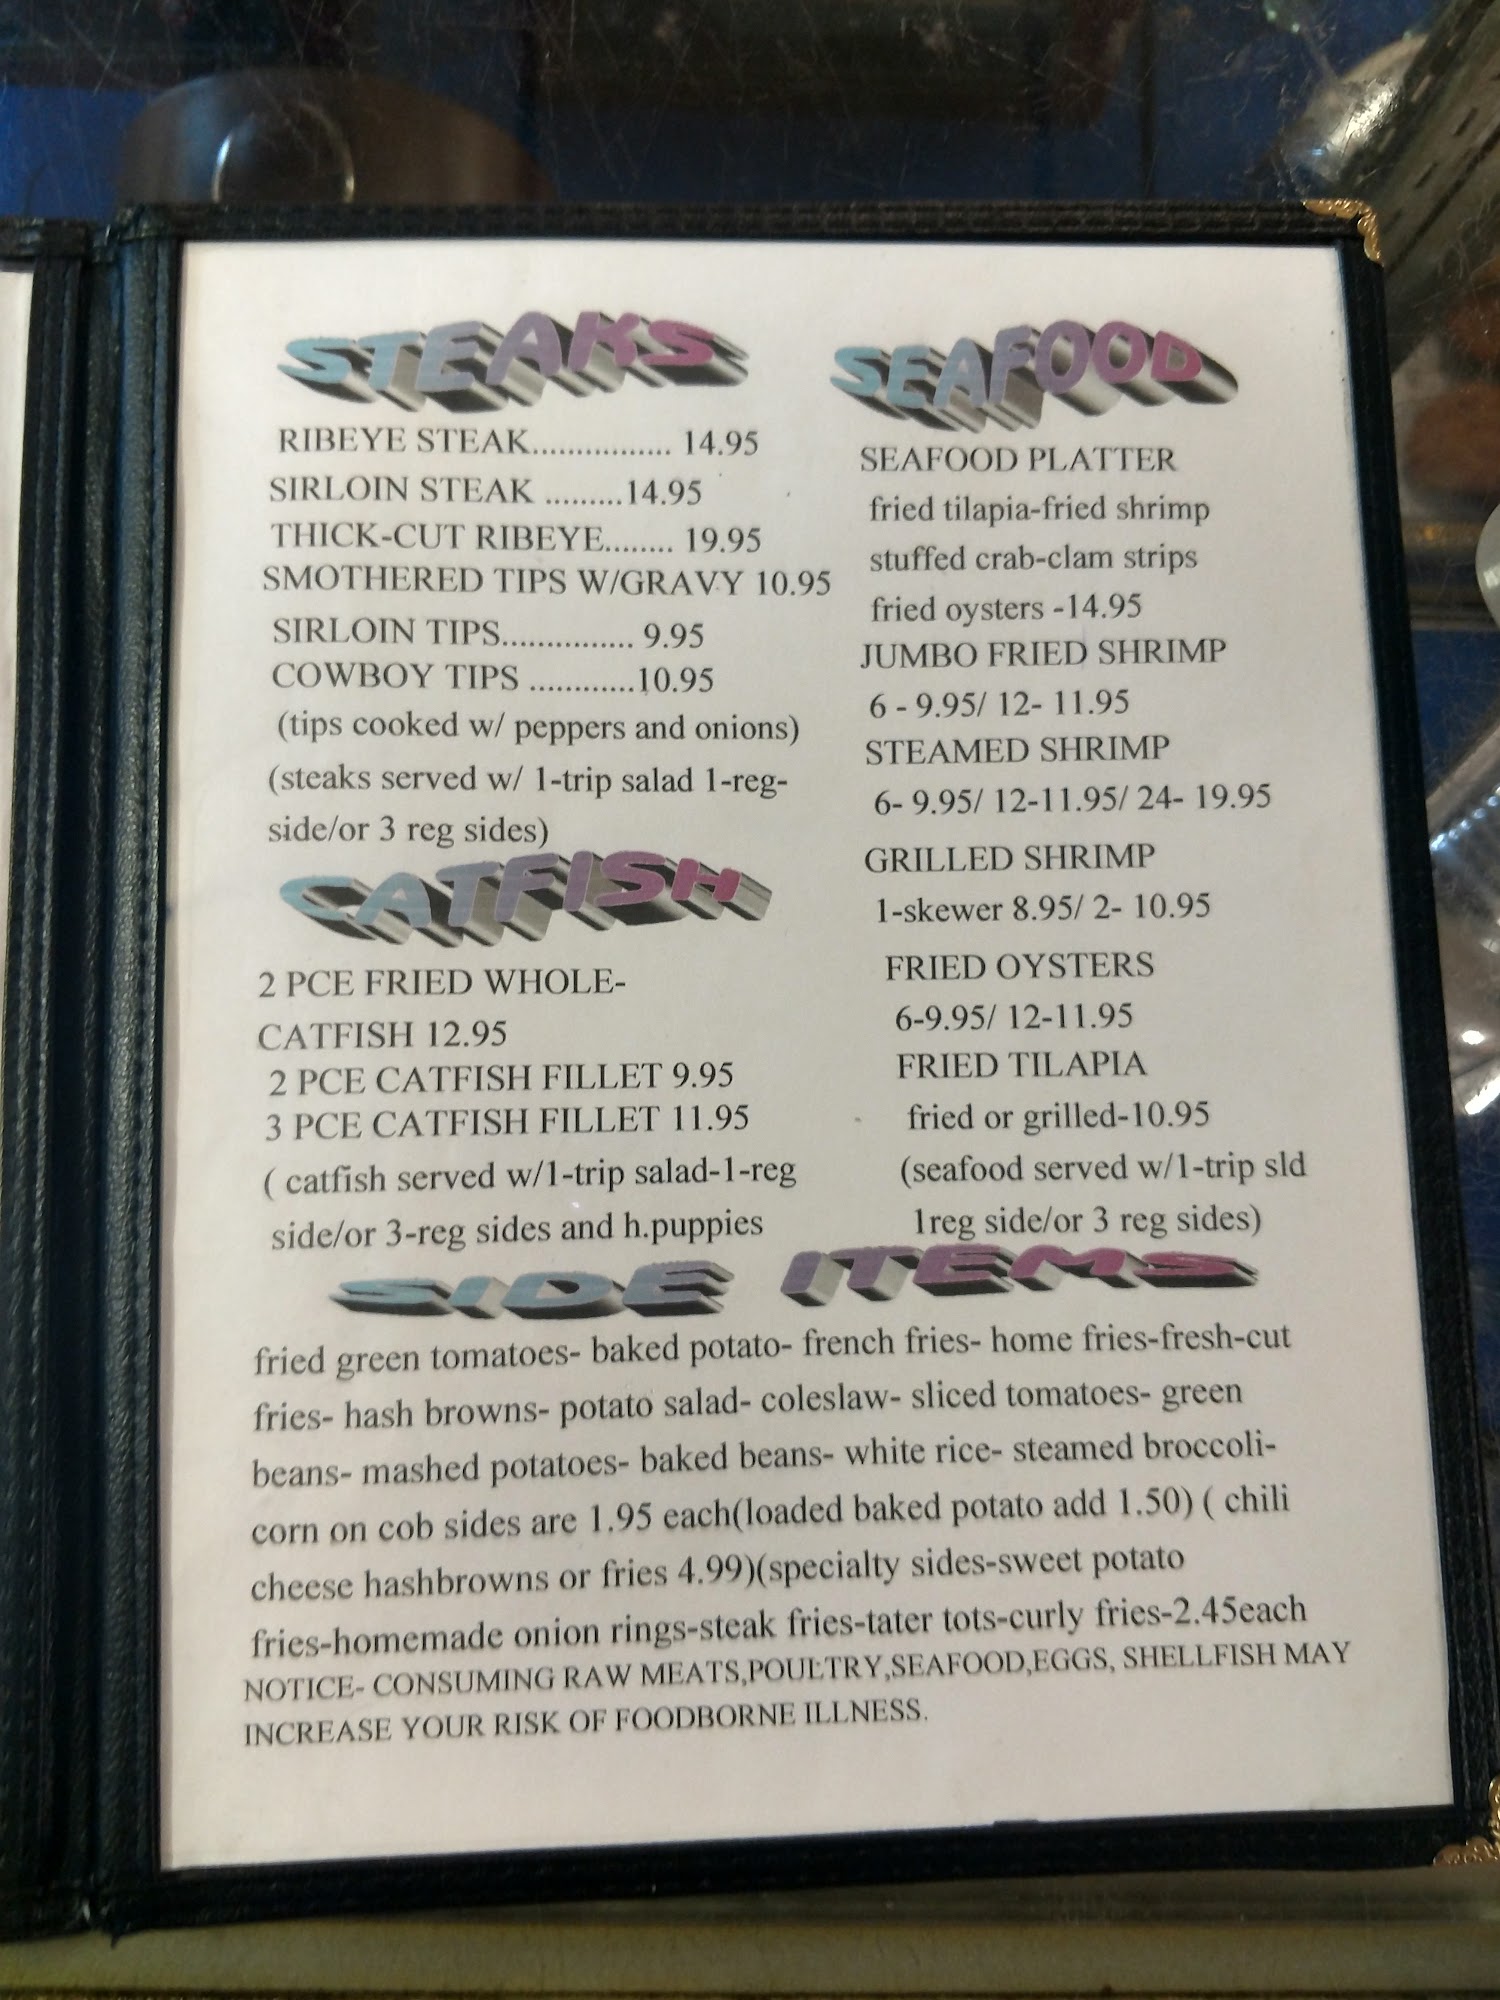 STEAKS
RIBEYE STEAK................ 14.95
SIRLOIN STEAK .........14.95
THICK-CUT RIBEYE........ 19.95
SMOTHERED TIPS W/GRAVY 10.95
SIRLOIN TIPS............... 9.95
COWBOY TIPS ............10.95
(tips cooked w/ peppers and onions)
(steaks served w/ 1-trip salad 1-reg-
side/or 3 reg sides)
CATFISH
2 PCE FRIED WHOLE-
CATFISH 12.95
2 PCE CATFISH FILLET 9.95
3 PCE CATFISH FILLET 11.95
( catfish served w/1-trip salad-1-reg
side/or 3-reg sides and h.puppies
SEAFOOD
SEAFOOD PLATTER
fried tilapia-fried shrimp
stuffed crab-clam strips
fried oysters -14.95
JUMBO FRIED SHRIMP
6 - 9.95/ 12- 11.95
STEAMED SHRIMP
6- 9.95/ 12-11.95/ 24- 19.95
GRILLED SHRIMP
1-skewer 8.95/ 2- 10.95
FRIED OYSTERS
6-9.95/ 12-11.95
FRIED TILAPIA
fried or grilled-10.95
(seafood served w/1-trip sld
1reg side/or 3 reg sides)
SIDE ITEMS
fried green tomatoes- baked potato- french fries- home fries-fresh-cut
fries- hash browns- potato salad- coleslaw- sliced tomatoes- green
beans- mashed potatoes- baked beans- white rice- steamed broccoli-
corn on cob sides are 1.95 each(loaded baked potato add 1.50) ( chili
cheese hashbrowns or fries 4.99)(specialty sides-sweet potato
fries-homemade onion rings-steak fries-tater tots-curly fries-2.45each
NOTICE- CONSUMING RAW MEATS,POULTRY,SEAFOOD,EGGS, SHELLFISH MAY
INCREASE YOUR RISK OF FOODBORNE ILLNESS.